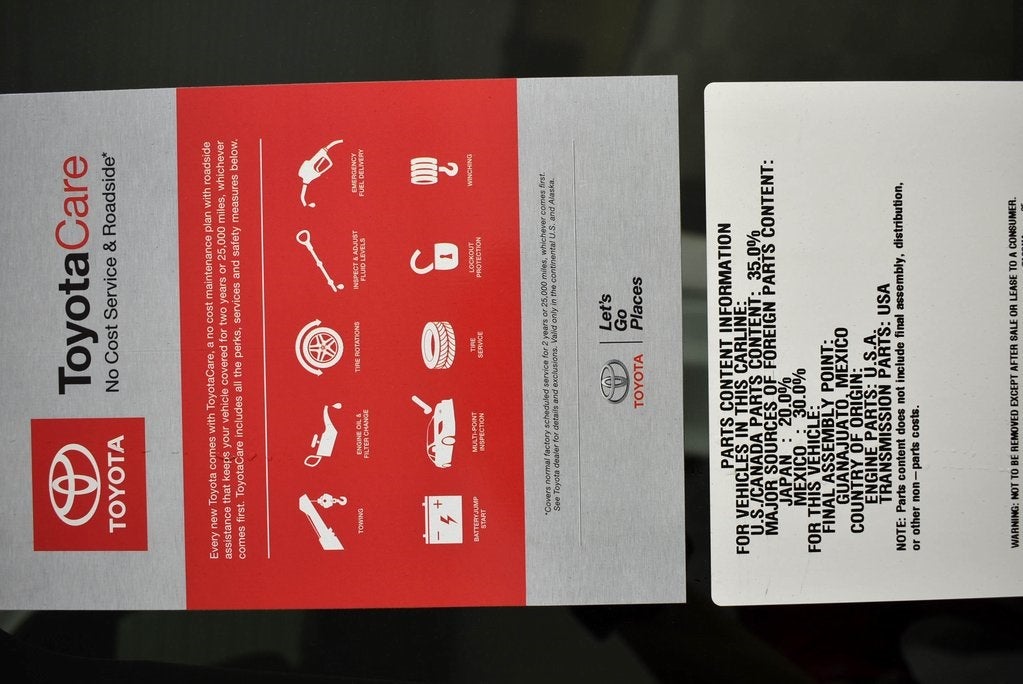 TOYOTA
ToyotaCare
No Cost Service & Roadside*
Every new Toyota comes with ToyotaCare, a no cost maintenance plan with roadside
assistance that keeps your vehicle covered for two years or 25,000 miles, whichever
comes first. ToyotaCare includes all the perks, services and safety measures below.
TOWING
ENGINE OIL &
FILTER CHANGE
TIRE ROTATIONS
INSPECT & ADJUST
FLUID LEVELS
EMERGENCY
FUEL DELIVERY
BATTERY/JUMP
START
MULTI-POINT
INSPECTION
TIRE
SERVICE
LOCKOUT
PROTECTION
WINCHING
*Covers normal factory scheduled service for 2 years or 25,000 miles, whichever comes first.
See Toyota dealer for details and exclusions. Valid only in the continental U.S. and Alaska.
TOYOTA
Let's
Go
Places
PARTS CONTENT INFORMATION
FOR VEHICLES IN THIS CARLINE:
U.S./CANADA PARTS CONTENT: 35.0%
MAJOR SOURCES OF FOREIGN PARTS CONTENT:
JAPAN : 20.0%
MEXICO : 30.0%
FOR THIS VEHICLE:
FINAL ASSEMBLY POINT:
GUANAJUATO, MEXICO
COUNTRY OF ORIGIN:
ENGINE PARTS: U.S.A.
TRANSMISSION PARTS: USA
NOTE: Parts content does not include final assembly, distribution,
or other non-parts costs.
WARNING: NOT TO BE REMOVED EXCEPT AFTER SALE OR LEASE TO A CONSUMER.